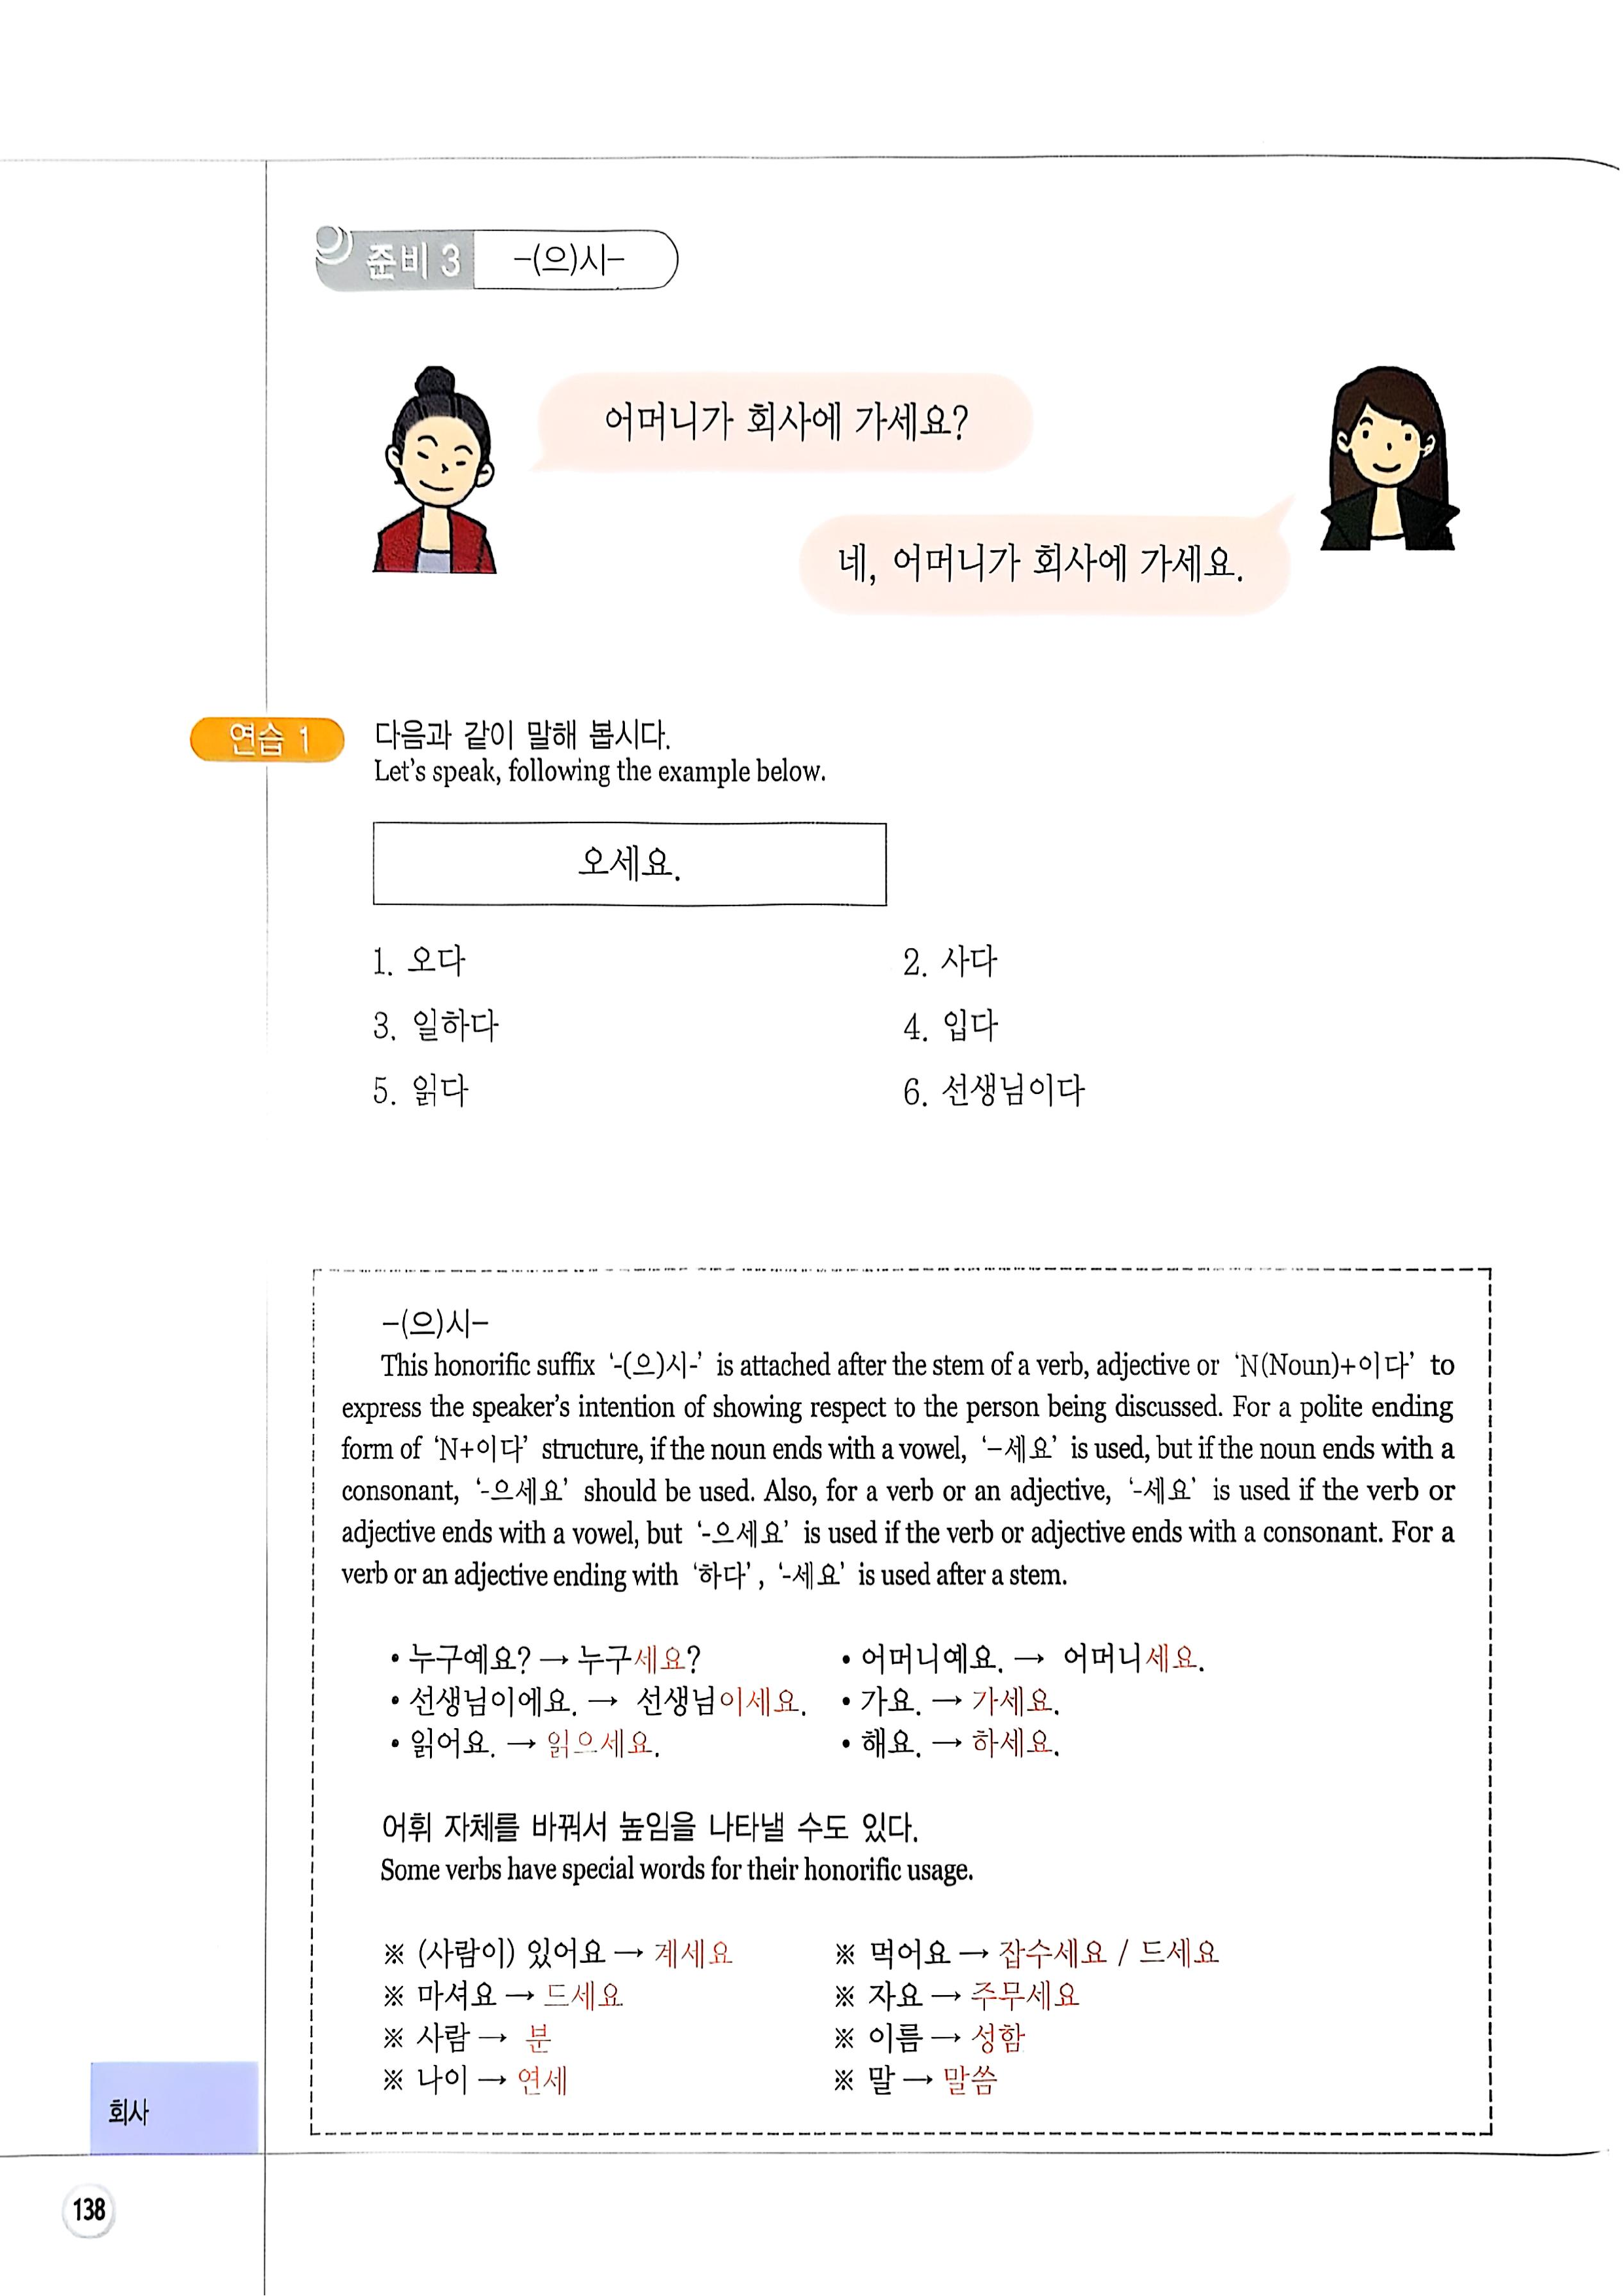 준비 3 -(으)시-
어머니가 회사에 가세요?
네, 어머니가 회사에 가세요.
연습 1
다음과 같이 말해 봅시다.
Let's speak, following the example below.
오세요.
1. 오다 2. 사다
3. 일하다 4. 입다
5. 읽다 6. 선생님이다
-(으)시-
This honorific suffix '-(으)시-' is attached after the stem of a verb, adjective or 'N(Noun)+이다' to
express the speaker's intention of showing respect to the person being discussed. For a polite ending
form of 'N+이다' structure, if the noun ends with a vowel, '-세요' is used, but if the noun ends with a
consonant, '-으세요' should be used. Also, for a verb or an adjective, '-세요' is used if the verb or
adjective ends with a vowel, but '-으세요' is used if the verb or adjective ends with a consonant. For a
verb or an adjective ending with '하다', '-세요' is used after a stem.
• 누구예요? → 누구세요? • 어머니예요. → 어머니세요.
• 선생님이에요. → 선생님이세요. • 가요. → 가세요.
• 읽어요. → 읽으세요. • 해요. → 하세요.
어휘 자체를 바꿔서 높임을 나타낼 수도 있다.
Some verbs have special words for their honorific usage.
※ (사람이) 있어요 → 계세요 ※ 먹어요 → 잡수세요 / 드세요
※ 마셔요 → 드세요 ※ 자요 → 주무세요
※ 사람 → 분 ※ 이름 → 성함
※ 나이 → 연세 ※ 말 → 말씀
회사
138